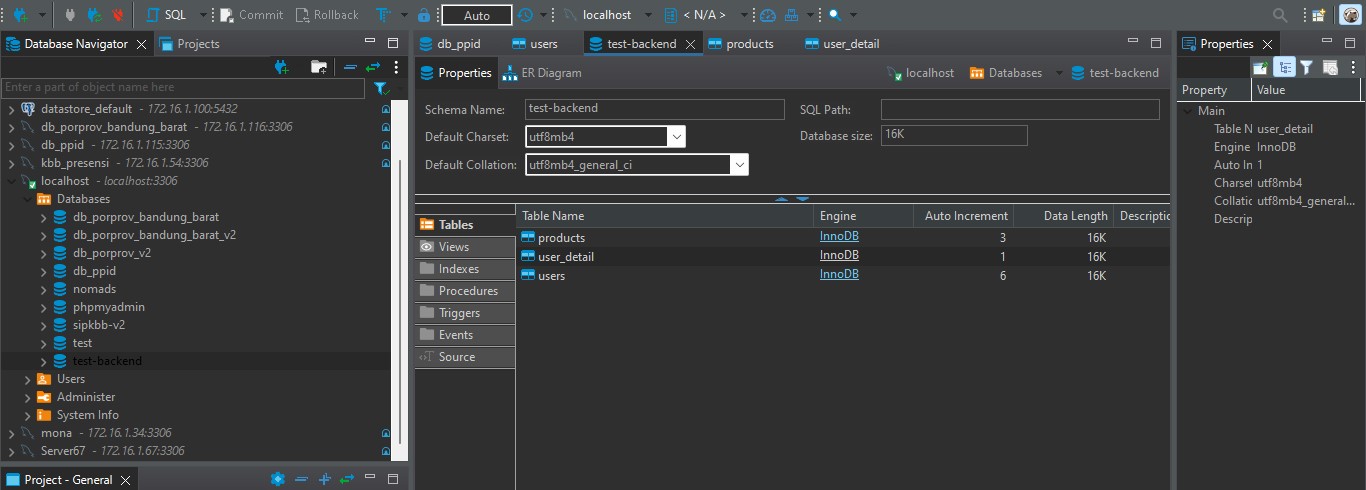 SQL Commit Rollback Auto localhost < N/A >
Database Navigator Projects
Enter a part of object name here
datastore_default - 172.16.1.100:5432
db_porprov_bandung_barat - 172.16.1.116:3306
db_ppid - 172.16.1.115:3306
kbb_presensi - 172.16.1.54:3306
localhost - localhost:3306
Databases
db_porprov_bandung_barat
db_porprov_bandung_barat_v2
db_porprov_v2
db_ppid
nomads
phpmyadmin
sipkbb-v2
test
test-backend
Users
Administer
System Info
mona - 172.16.1.34:3306
Server67 - 172.16.1.67:3306
Project - General
db_ppid users test-backend products user_detail
Properties ER Diagram localhost Databases test-backend
Schema Name: test-backend SQL Path:
Default Charset: utf8mb4 Database size: 16K
Default Collation: utf8mb4_general_ci
Tables
Views
Indexes
Procedures
Triggers
Events
Source
Table Name Engine Auto Increment Data Length Descriptio
products InnoDB 3 16K
user_detail InnoDB 1 16K
users InnoDB 6 16K
Properties
Property Value
Main
Table N user_detail
Engine InnoDB
Auto In 1
Charset utf8mb4
Collatic utf8mb4_general...
Descrip